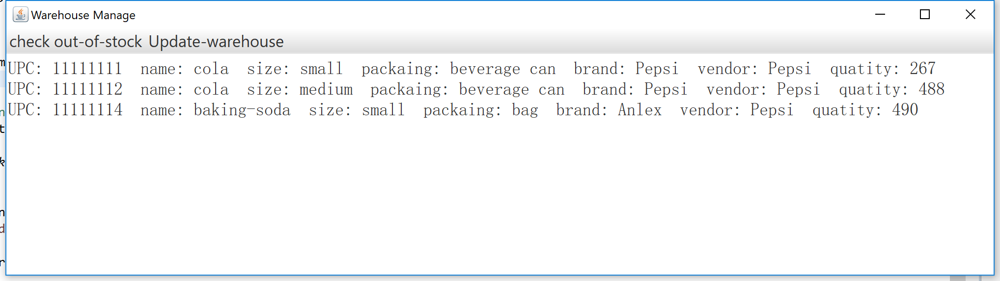 Warehouse Manage
check out-of-stock Update-warehouse
UPC: 11111111 name: cola size: small packaing: beverage can brand: Pepsi vendor: Pepsi quatity: 267
UPC: 11111112 name: cola size: medium packaing: beverage can brand: Pepsi vendor: Pepsi quatity: 488
UPC: 11111114 name: baking-soda size: small packaing: bag brand: Anlex vendor: Pepsi quatity: 490